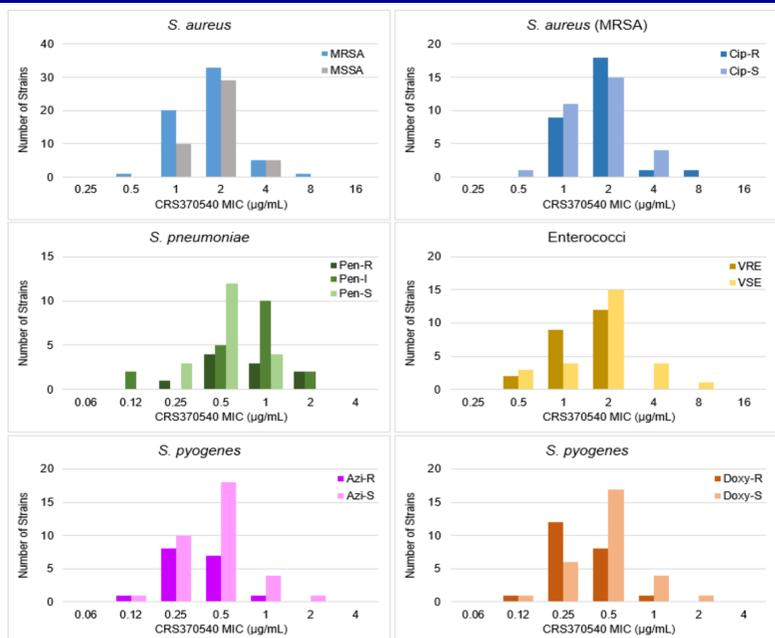 S. aureus
40
30
20
10
0
Number of Strains
MRSA
MSSA
0.25 0.5 1 2 4 8 16
CRS370540 MIC (µg/mL)
S. aureus (MRSA)
20
15
10
5
0
Number of Strains
Cip-R
Cip-S
0.25 0.5 1 2 4 8 16
CRS370540 MIC (µg/mL)
S. pneumoniae
15
10
5
0
Number of Strains
Pen-R
Pen-I
Pen-S
0.06 0.12 0.25 0.5 1 2 4
CRS370540 MIC (µg/mL)
Enterococci
20
15
10
5
0
Number of Strains
VRE
VSE
0.25 0.5 1 2 4 8 16
CRS370540 MIC (µg/mL)
S. pyogenes
20
15
10
5
0
Number of Strains
Azi-R
Azi-S
0.06 0.12 0.25 0.5 1 2 4
CRS370540 MIC (µg/mL)
S. pyogenes
20
15
10
5
0
Number of Strains
Doxy-R
Doxy-S
0.06 0.12 0.25 0.5 1 2 4
CRS370540 MIC (µg/mL)